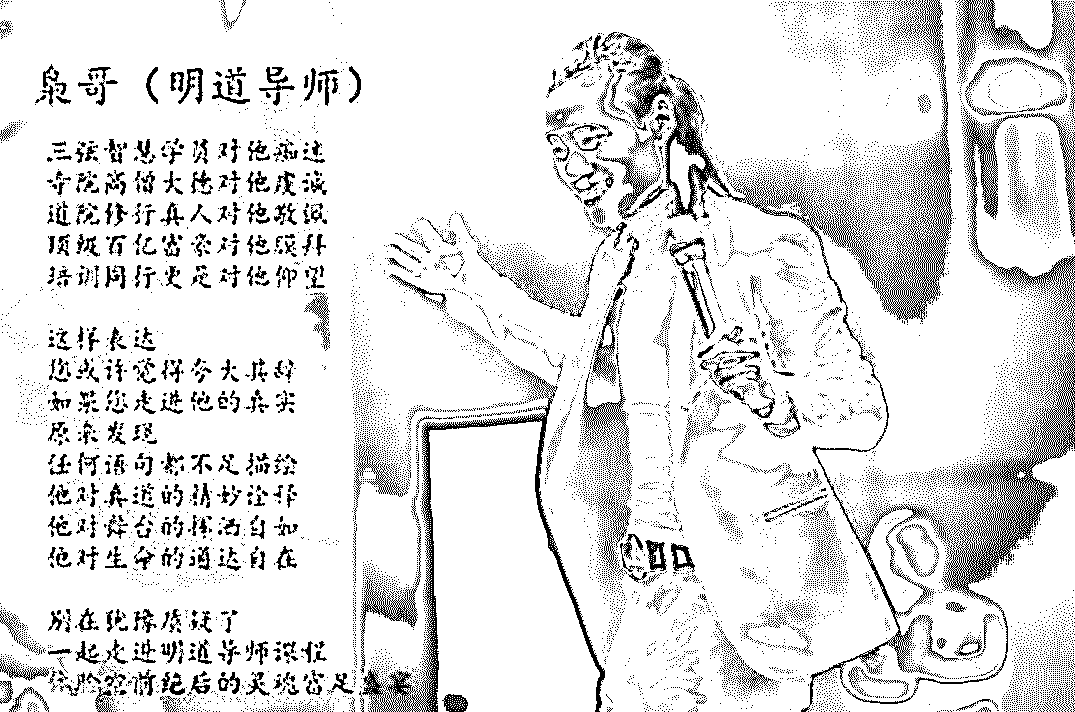 枭哥（明道导师）
三弦智慧学员对他痴迷
寺院高僧大德对他虔诚
道院修行真人对他敬佩
顶级百亿富豪对他膜拜
培训同行更是对他仰望
这样表达
您或许觉得夸大其辞
如果您走进他的真实
原来发现
任何语句都不足描绘
他对真道的精妙诠释
他对舞台的挥洒自如
他对生命的通达自在
别在犹豫质疑了
一起走进明道导师课程
体验空前绝后的灵魂富足盛宴